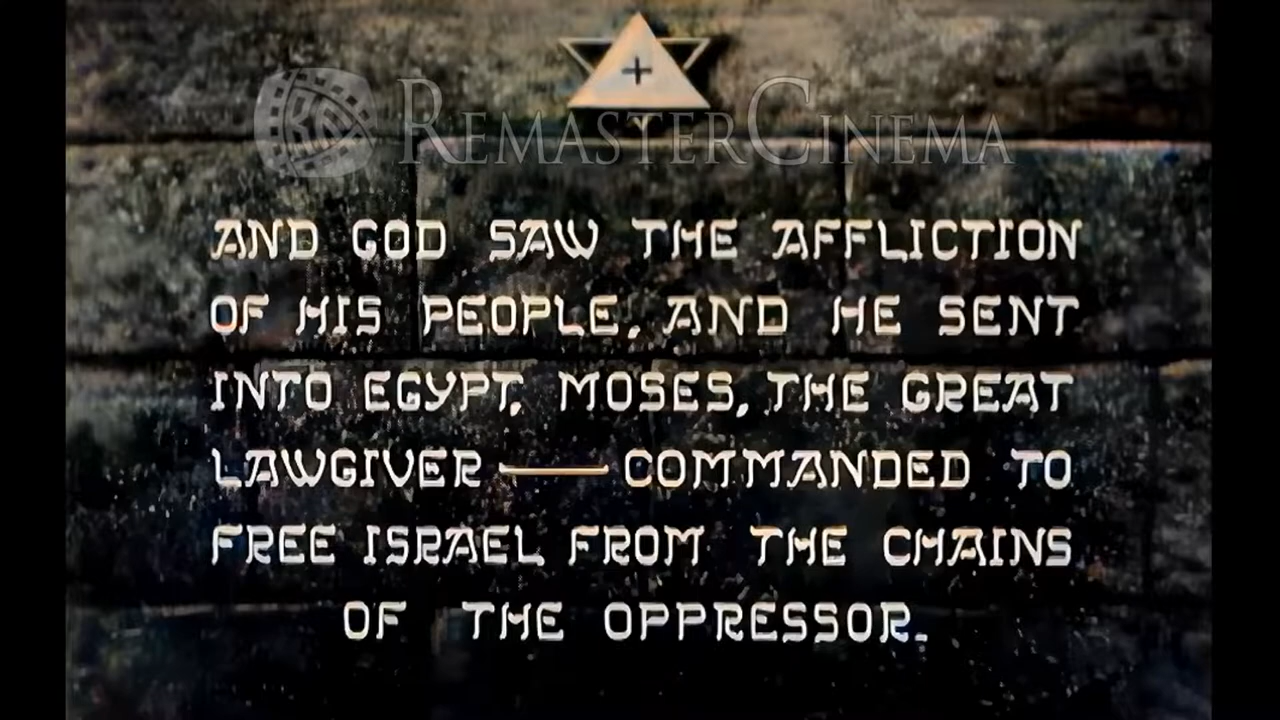 REMASTERCINEMA
AND GOD SAW THE AFFLICTION
OF HIS PEOPLE, AND HE SENT
INTO EGYPT, MOSES, THE GREAT
LAWGIVER — COMMANDED TO
FREE ISRAEL FROM THE CHAINS
OF THE OPPRESSOR.